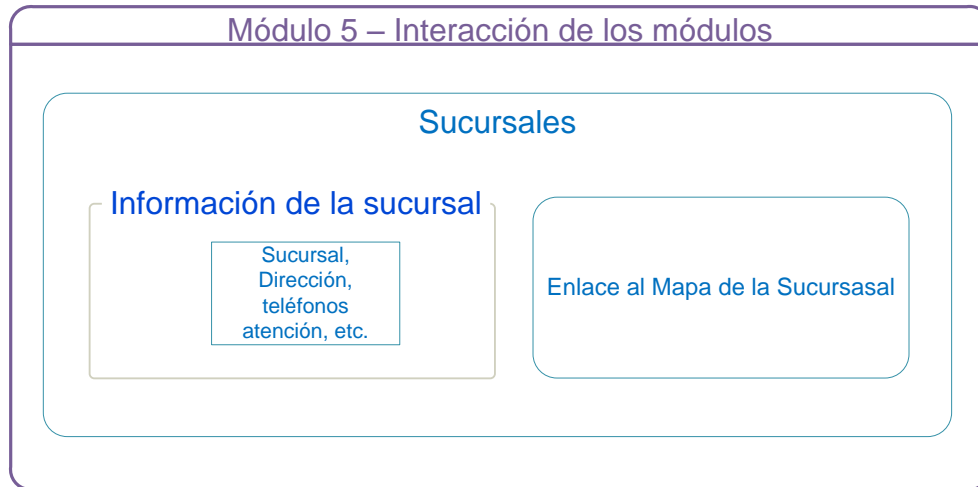 Módulo 5 – Interacción de los módulos
Sucursales
Información de la sucursal
Sucursal,
Dirección,
teléfonos
atención, etc.
Enlace al Mapa de la Sucursasal